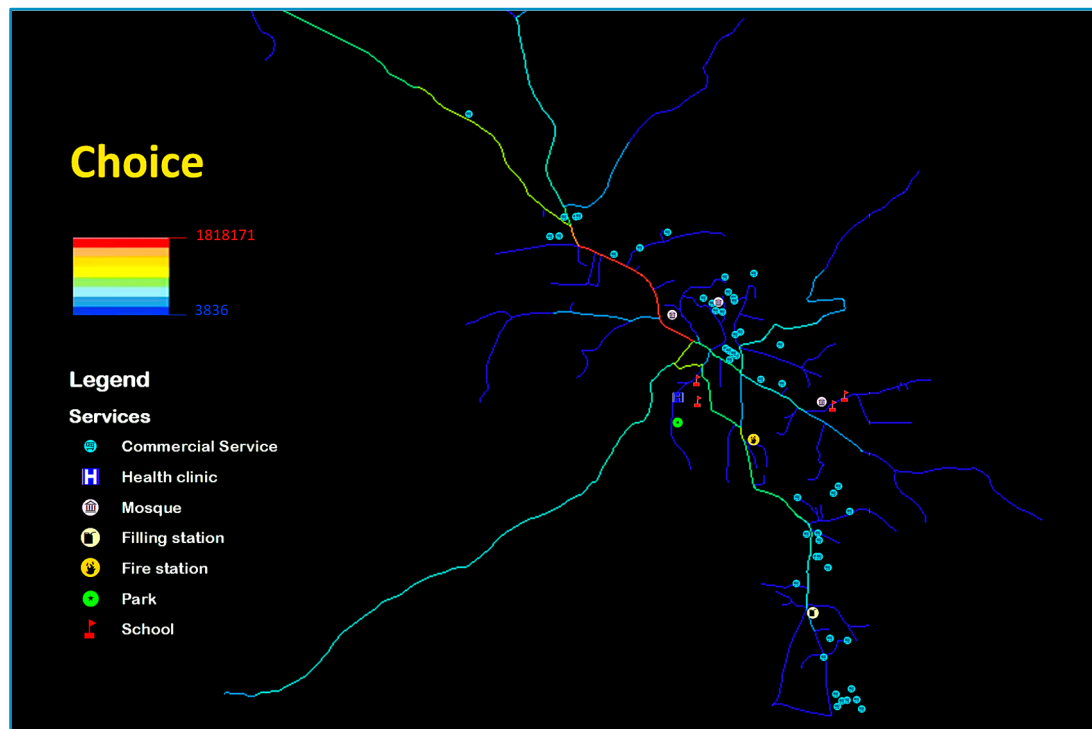 Choice
1818171
3836
Legend
Services
Commercial Service
H Health clinic
Mosque
Filling station
Fire station
Park
School
H